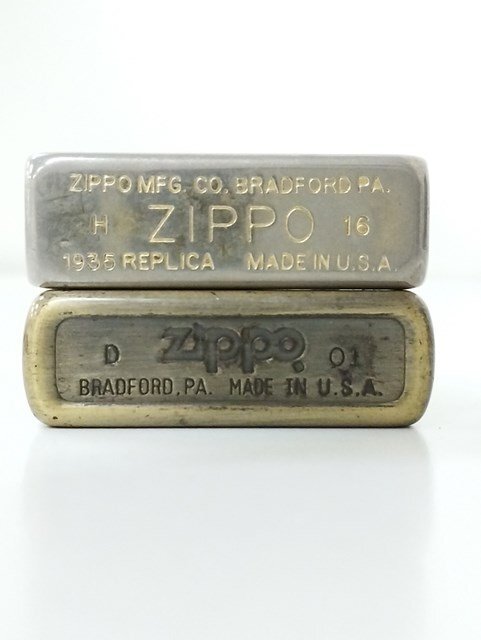 ZIPPO MFG. CO. BRADFORD PA.
H ZIPPO 16
1935 REPLICA MADE IN U.S.A.
D zippo 01
BRADFORD, PA. MADE IN U.S.A.